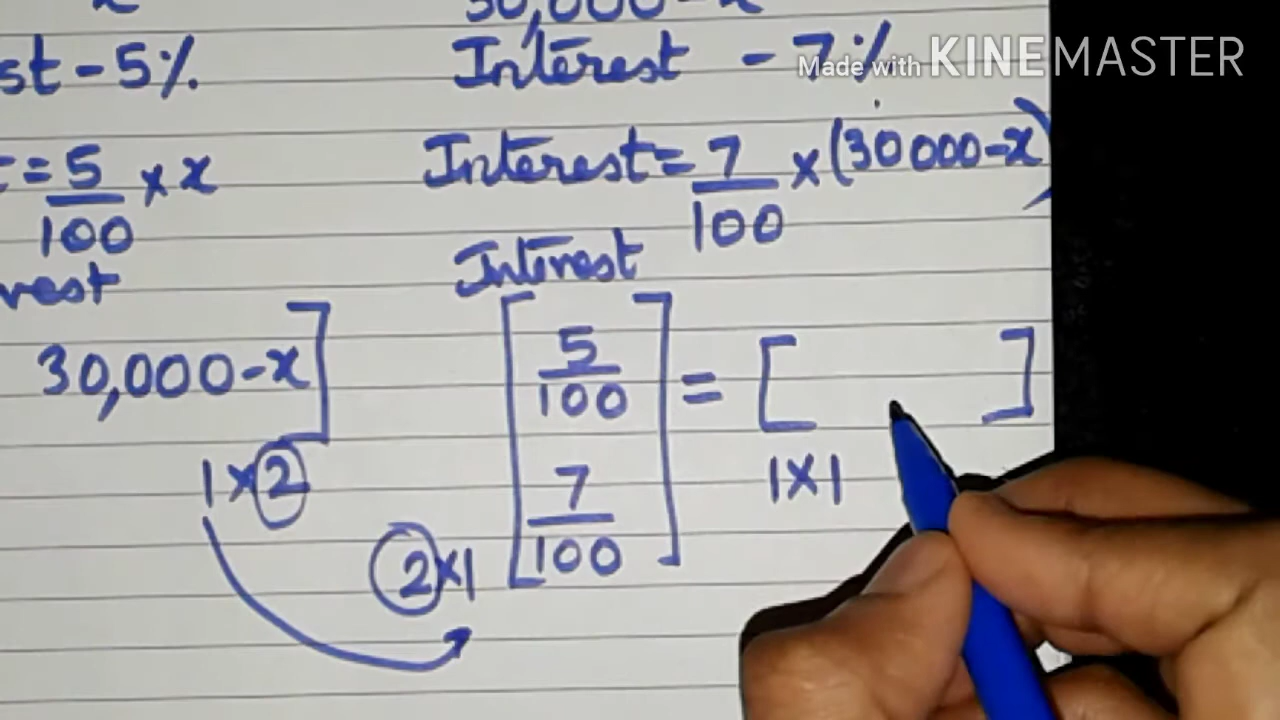 30,000-x
st - 5% Interest - 7%
Made with KINEMASTER
= 5/100 × x Interest = 7/100 × (30000-x)
rest Interest
30,000-x] [5/100 7/100] = [ ]
1×2 2×1 1×1